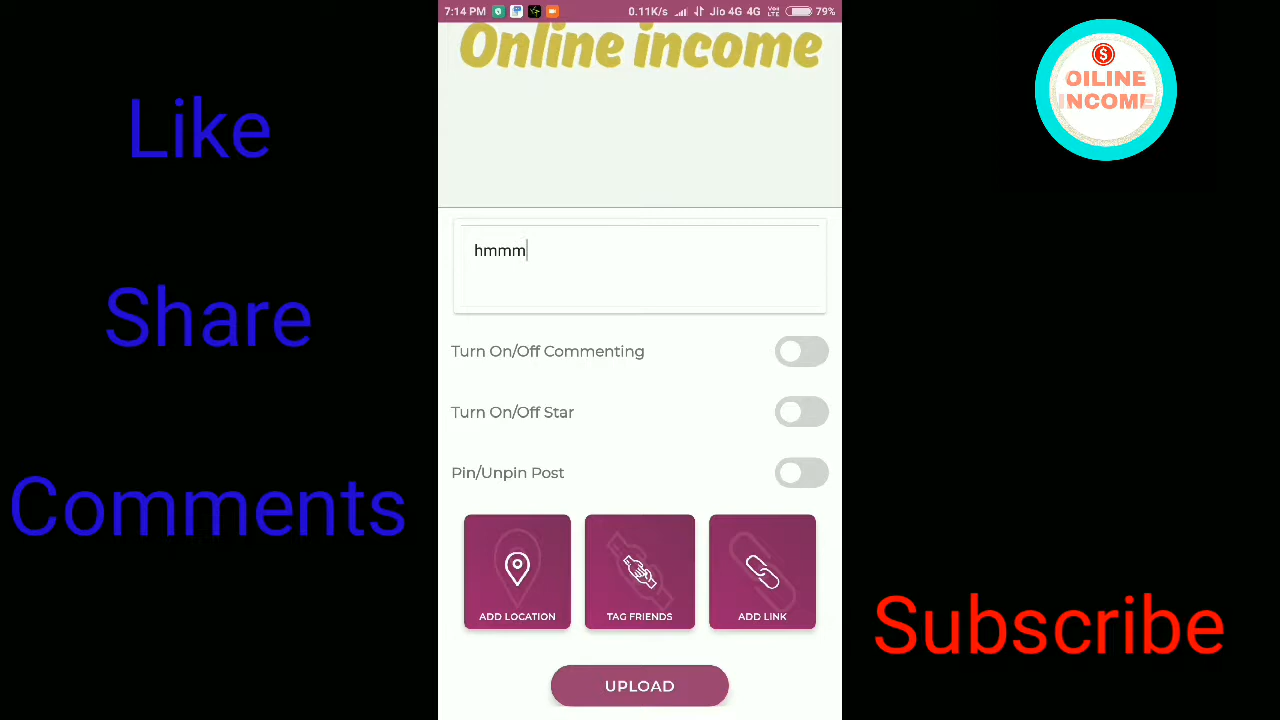 Like
Share
Comments
7:14 PM 0.11K/s Jio 4G 4G VoLTE 79%
Online income
hmmm
Turn On/Off Commenting
Turn On/Off Star
Pin/Unpin Post
ADD LOCATION
TAG FRIENDS
ADD LINK
UPLOAD
$
OILINE
INCOME
Subscribe